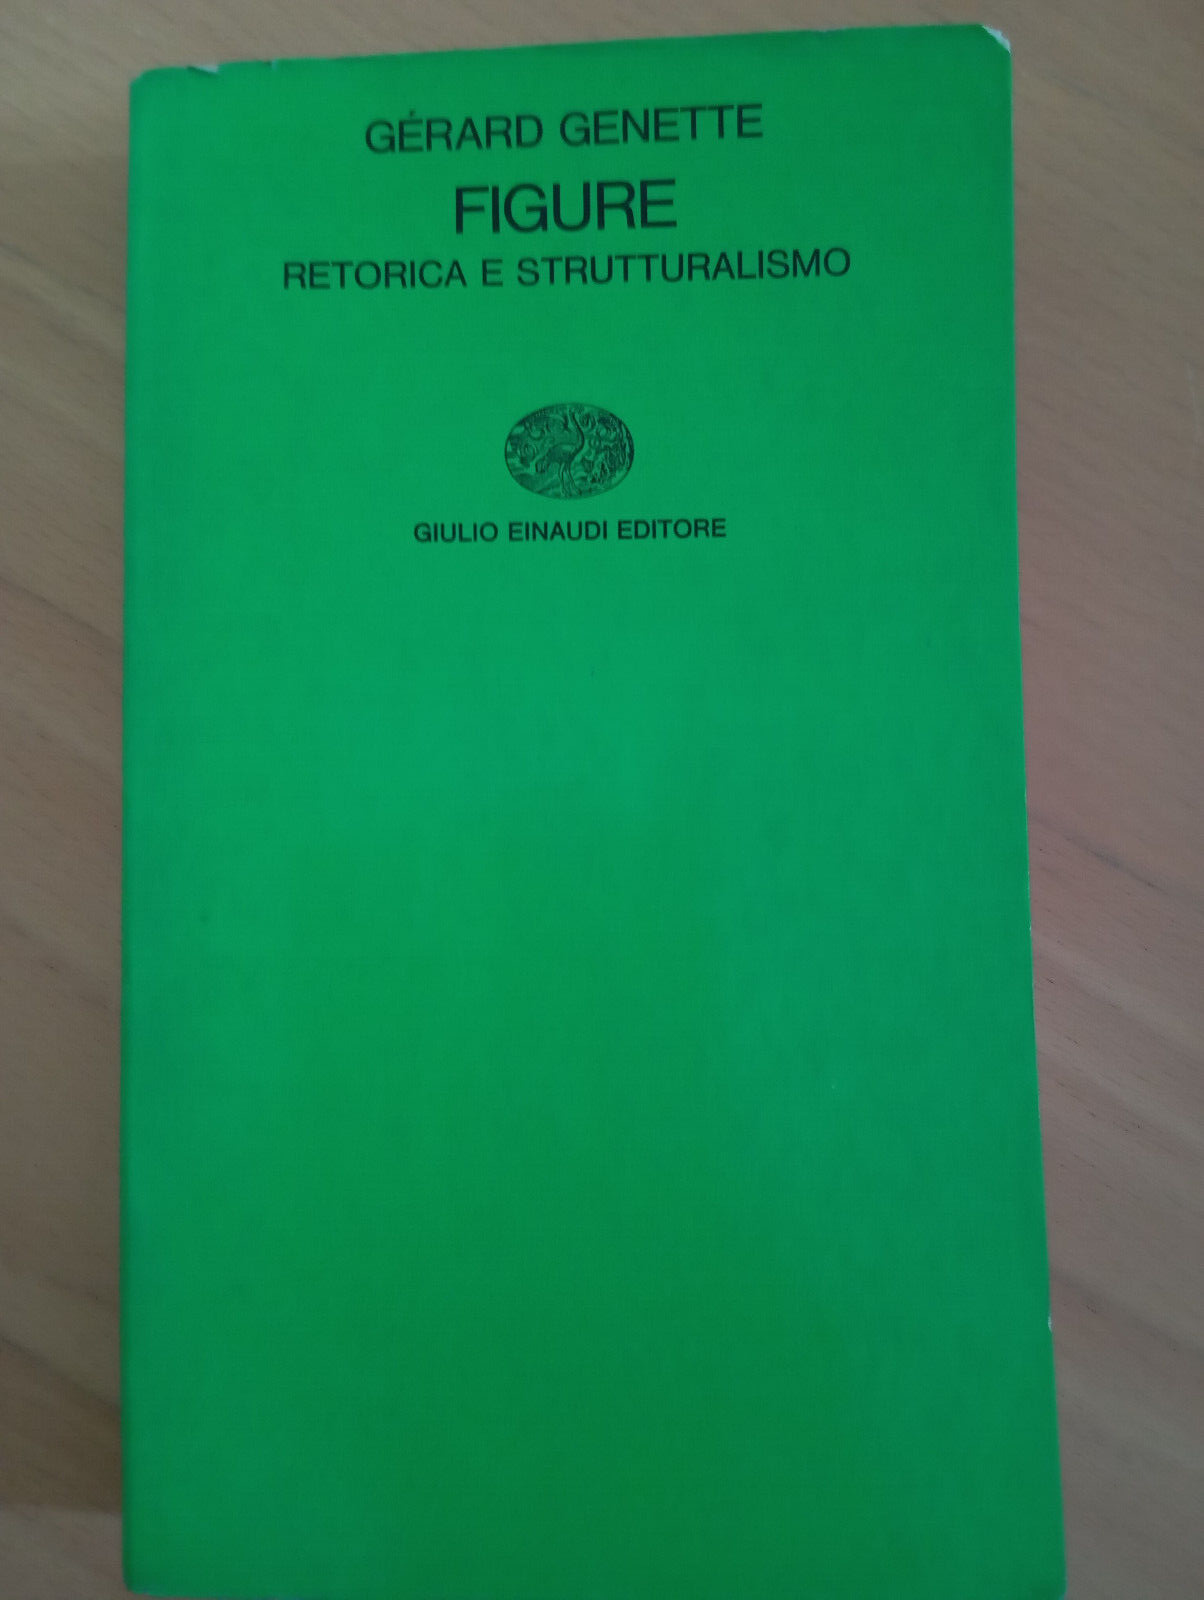 GÉRARD GENETTE
FIGURE
RETORICA E STRUTTURALISMO
GIULIO EINAUDI EDITORE